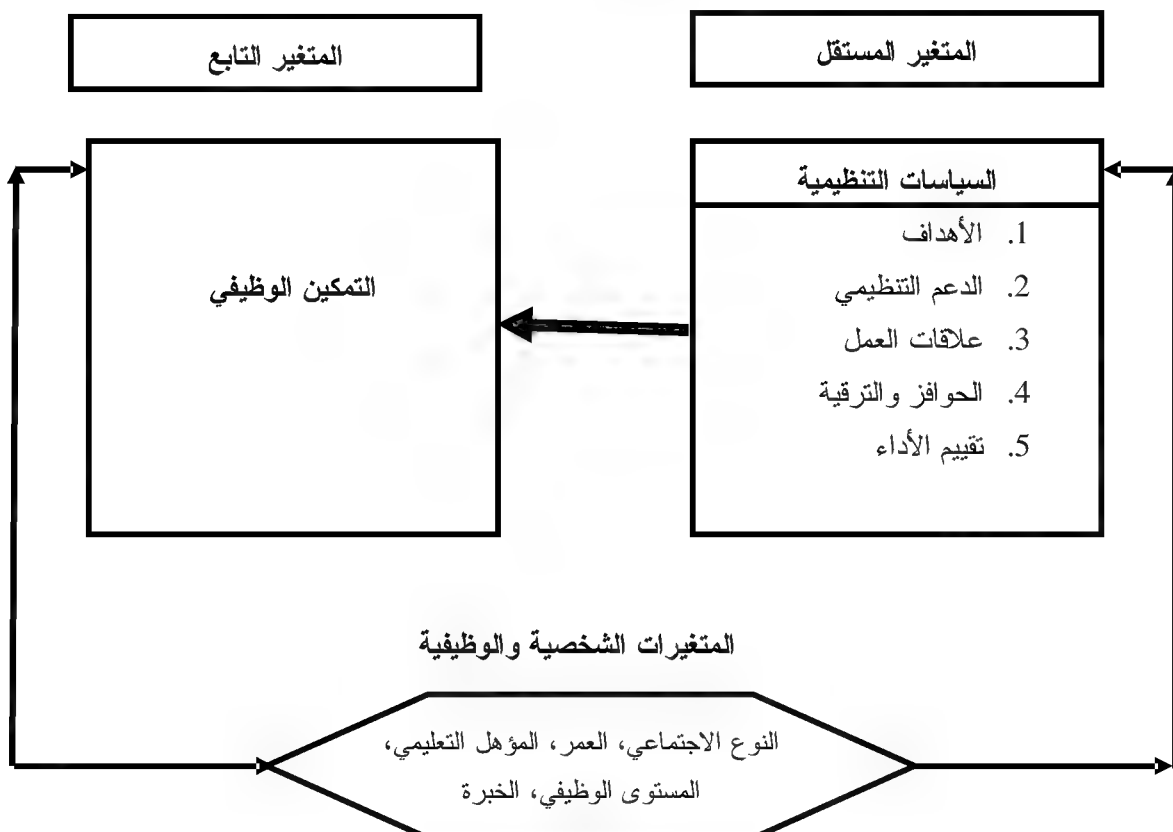 المتغير المستقل
المتغير التابع
السياسات التنظيمية
1. الأهداف
2. الدعم التنظيمي
3. علاقات العمل
4. الحوافز والترقية
5. تقييم الأداء
التمكين الوظيفي
المتغيرات الشخصية والوظيفية
النوع الاجتماعي، العمر، المؤهل التعليمي،
المستوى الوظيفي، الخبرة